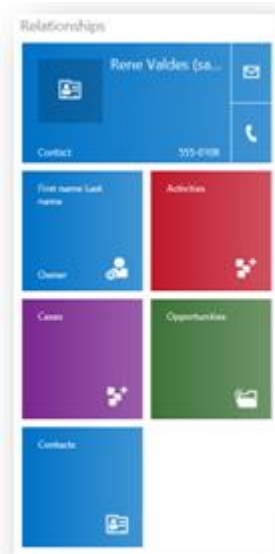 Relationships
Rene Valdes (sa...
Contact
555-0108
First name Last
name
Owner
Activities
Cases
Opportunities
Contacts